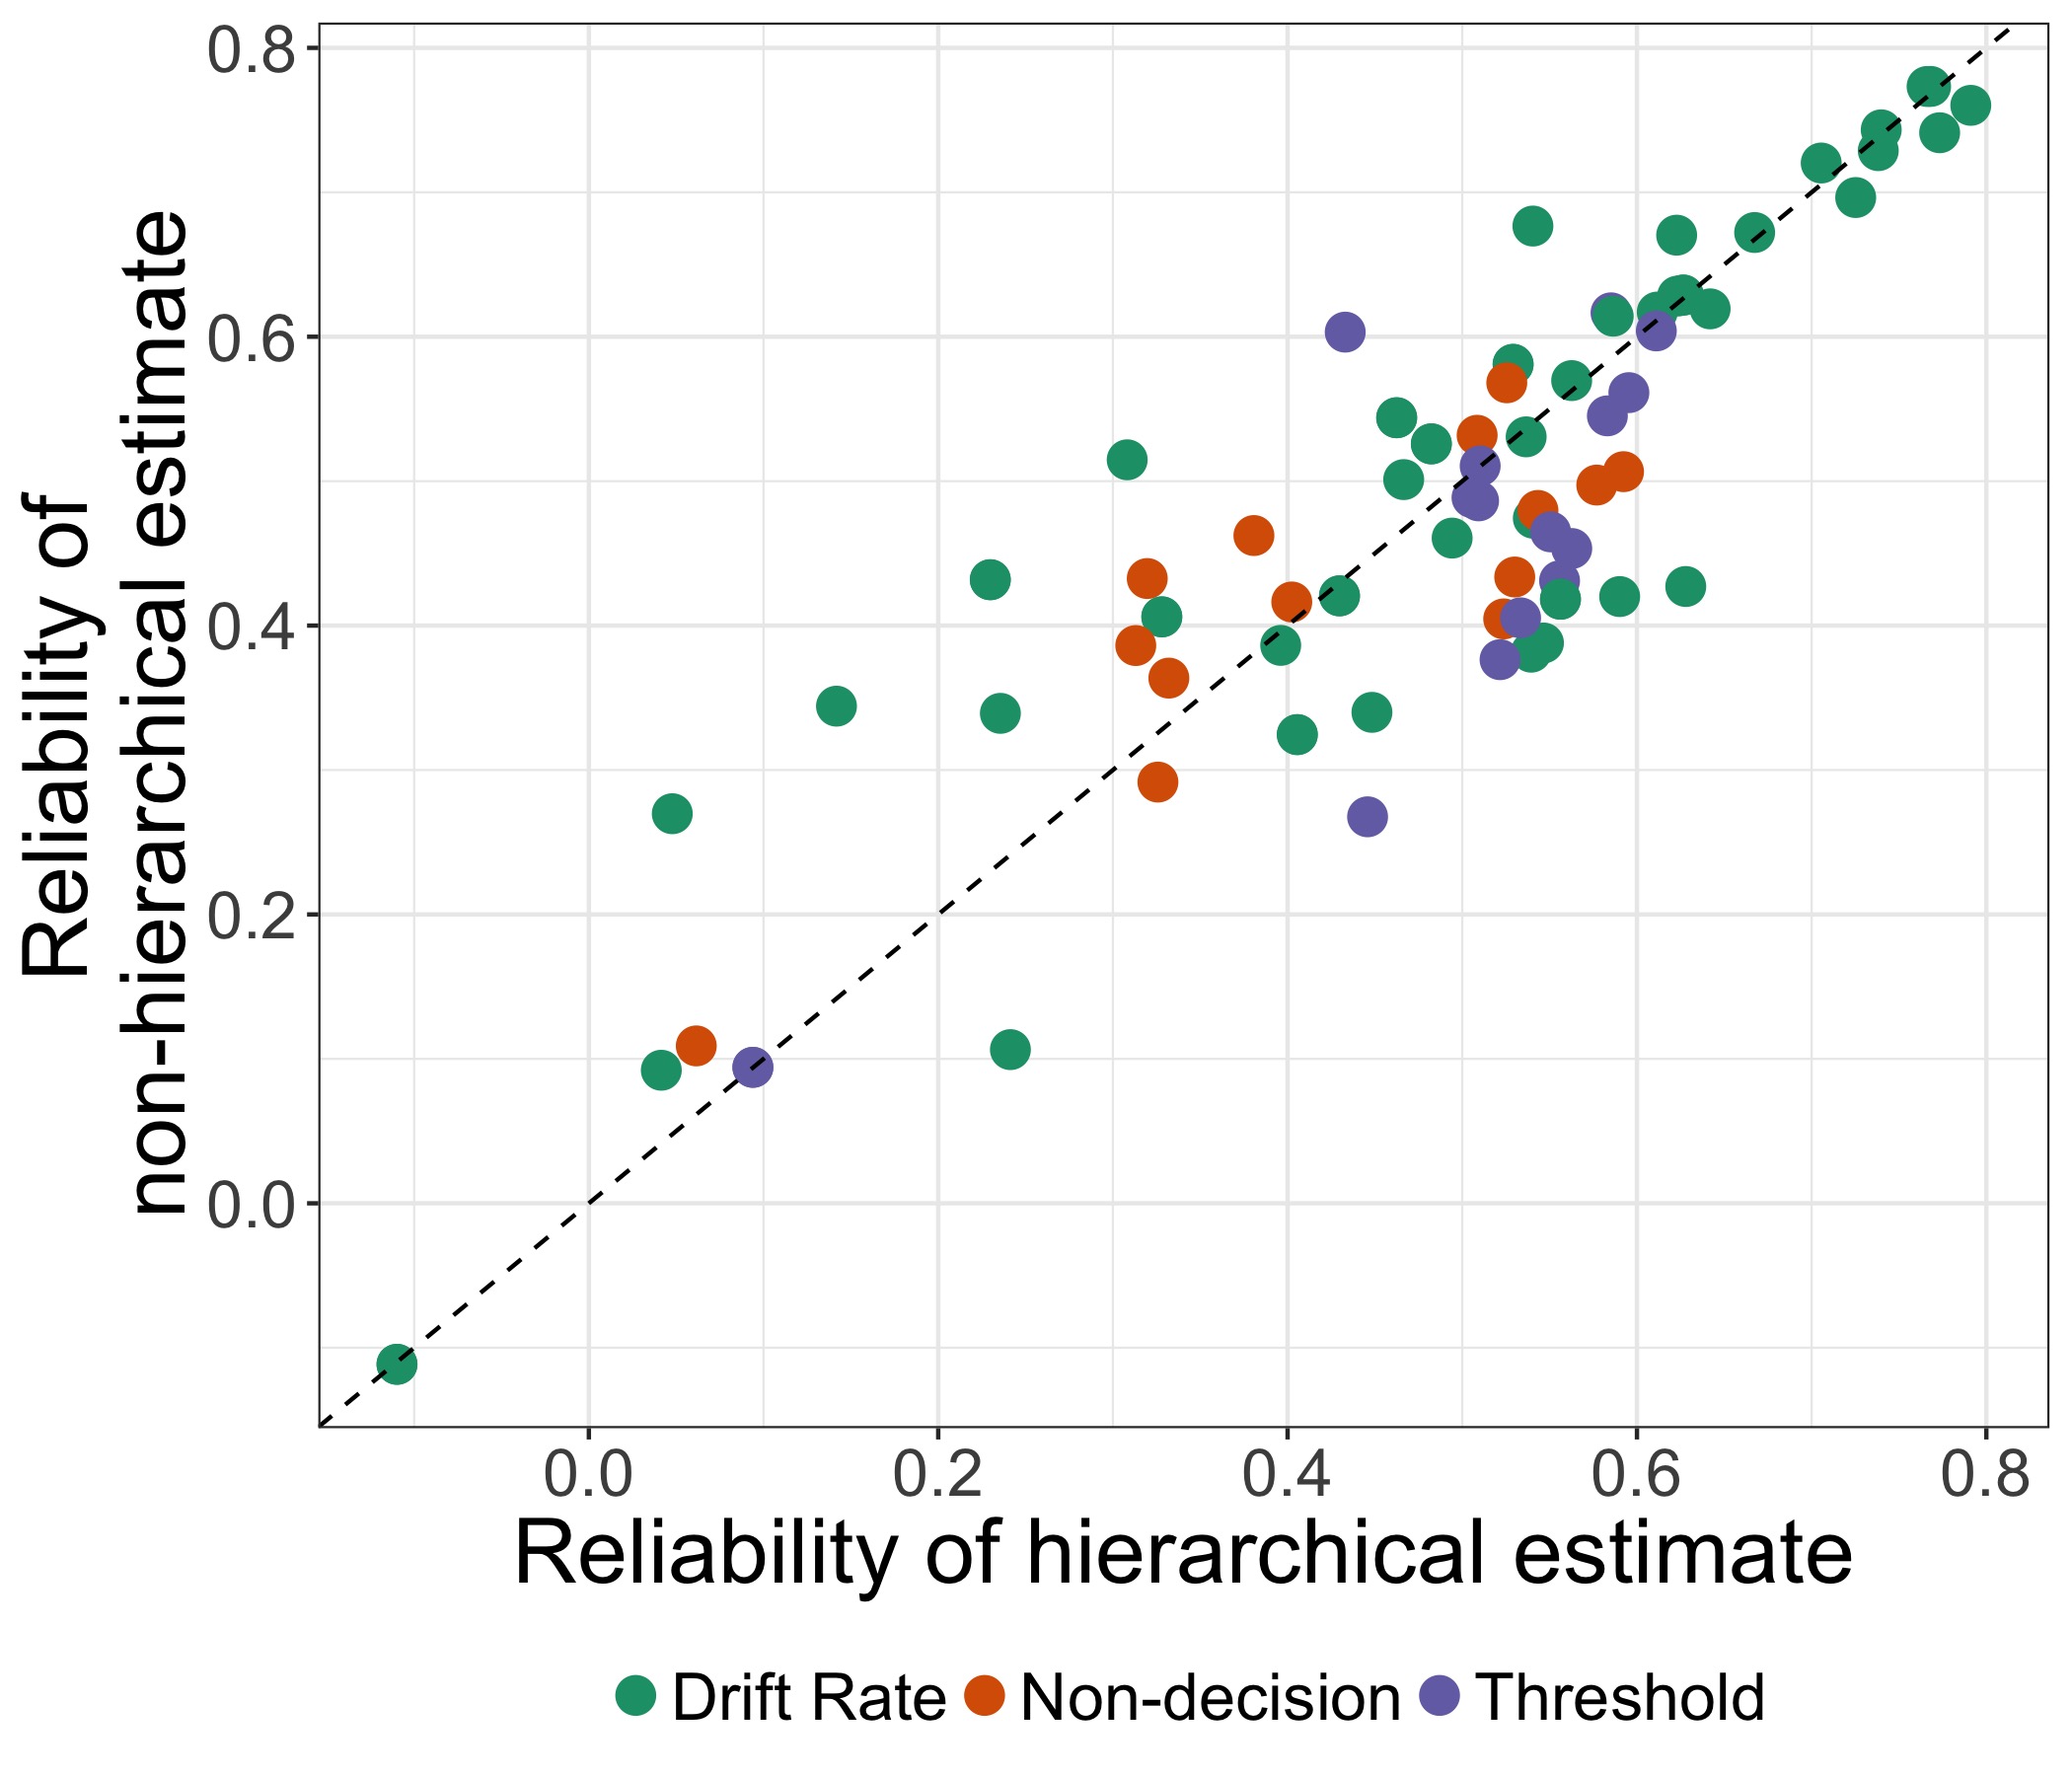 Reliability of
non-hierarchical estimate
0.8
0.6
0.4
0.2
0.0
0.0 0.2 0.4 0.6 0.8
Reliability of hierarchical estimate
Drift Rate Non-decision Threshold